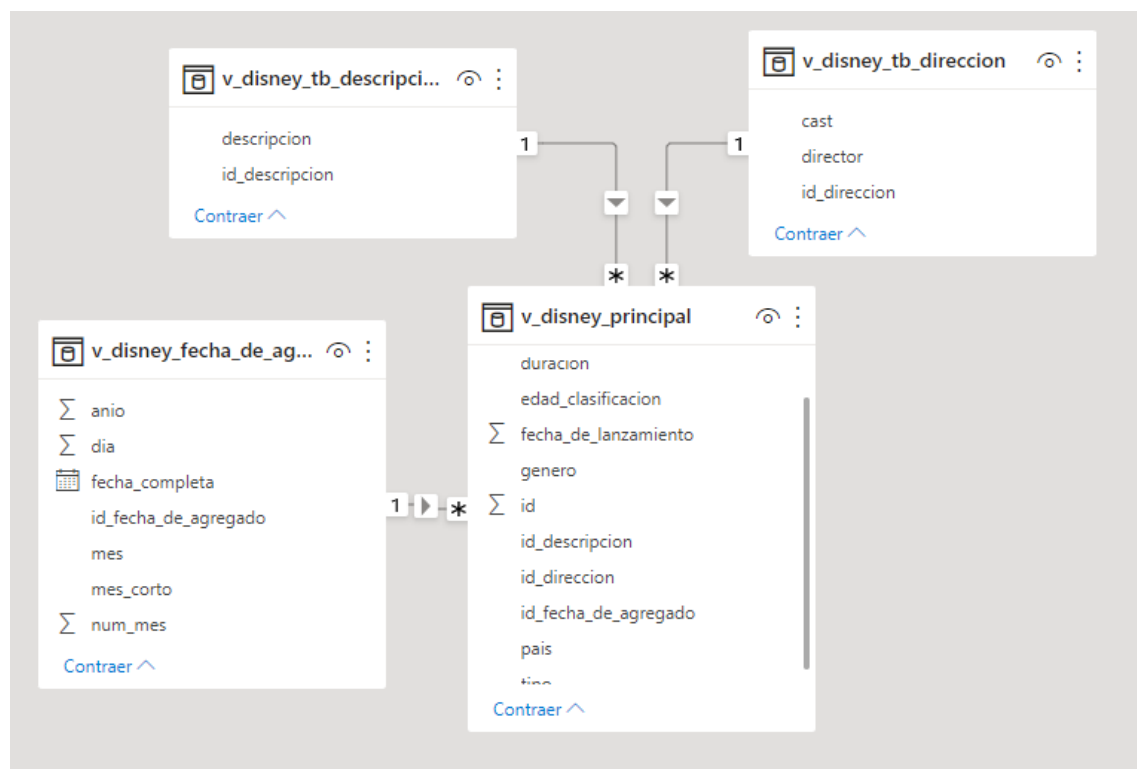 v_disney_tb_descripci...
descripcion
id_descripcion
Contraer
v_disney_tb_direccion
cast
director
id_direccion
Contraer
1
1
*
*
v_disney_fecha_de_ag...
anio
dia
fecha_completa
id_fecha_de_agregado
mes
mes_corto
num_mes
Contraer
1
*
v_disney_principal
duracion
edad_clasificacion
fecha_de_lanzamiento
genero
id
id_descripcion
id_direccion
id_fecha_de_agregado
pais
tipo
Contraer